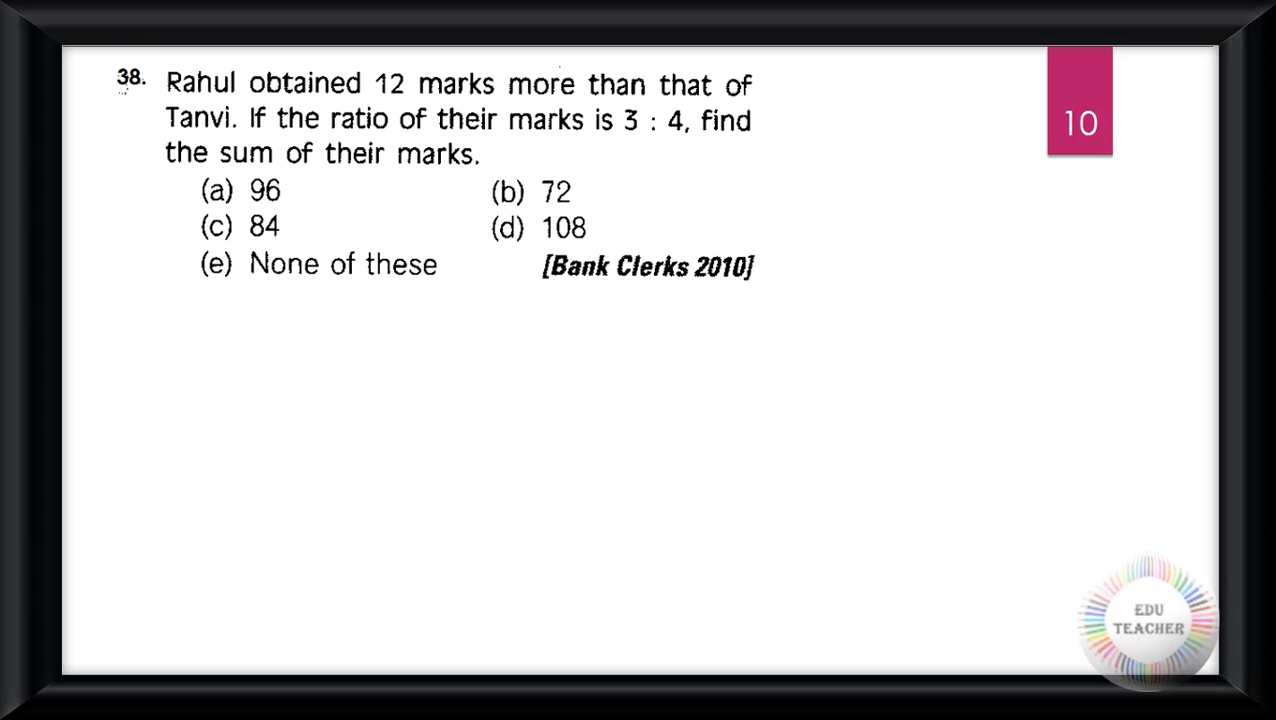 38. Rahul obtained 12 marks more than that of
Tanvi. If the ratio of their marks is 3 : 4, find
the sum of their marks.
(a) 96 (b) 72
(c) 84 (d) 108
(e) None of these [Bank Clerks 2010]
10
EDU
TEACHER